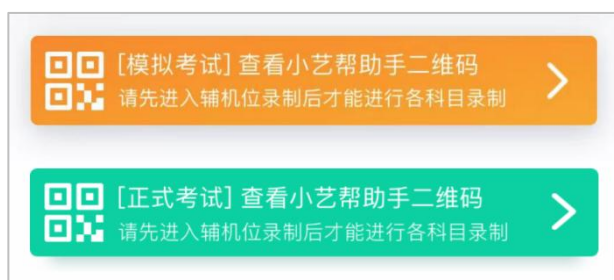 [模拟考试] 查看小艺帮助手二维码
请先进入辅机位录制后才能进行各科目录制
[正式考试] 查看小艺帮助手二维码
请先进入辅机位录制后才能进行各科目录制